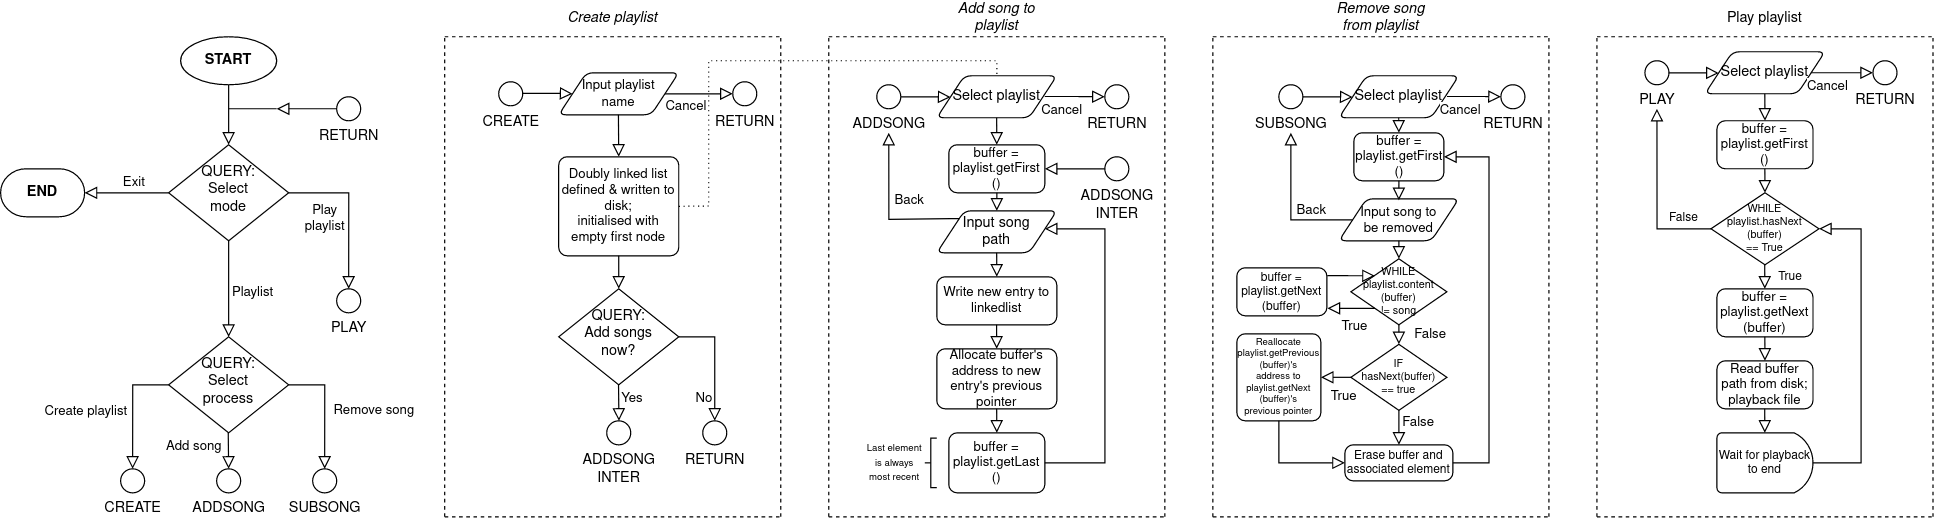 START
RETURN
QUERY:
Select
mode
Exit
END
Play
playlist
PLAY
Playlist
QUERY:
Select
process
Create playlist
Add song
Remove song
CREATE
ADDSONG
SUBSONG
Create playlist
CREATE
Input playlist
name
Cancel
RETURN
Doubly linked list
defined & written to
disk;
initialised with
empty first node
QUERY:
Add songs
now?
Yes
No
ADDSONG
INTER
RETURN
Add song to
playlist
ADDSONG
Select playlist
Cancel
RETURN
buffer =
playlist.getFirst
()
ADDSONG
INTER
Back
Input song
path
Write new entry to
linkedlist
Allocate buffer's
address to new
entry's previous
pointer
Last element
is always
most recent
buffer =
playlist.getLast
()
Remove song
from playlist
SUBSONG
Select playlist
Cancel
RETURN
buffer =
playlist.getFirst
()
Back
Input song to
be removed
buffer =
playlist.getNext
(buffer)
WHILE
playlist.content
(buffer)
!= song
True
False
Reallocate
playlist.getPrevious
(buffer)'s
address to
playlist.getNext
(buffer)'s
previous pointer
IF
hasNext(buffer)
== true
True
False
Erase buffer and
associated element
Play playlist
PLAY
Select playlist
Cancel
RETURN
buffer =
playlist.getFirst
()
WHILE
playlist.hasNext
(buffer)
== True
False
True
buffer =
playlist.getNext
(buffer)
Read buffer
path from disk;
playback file
Wait for playback
to end